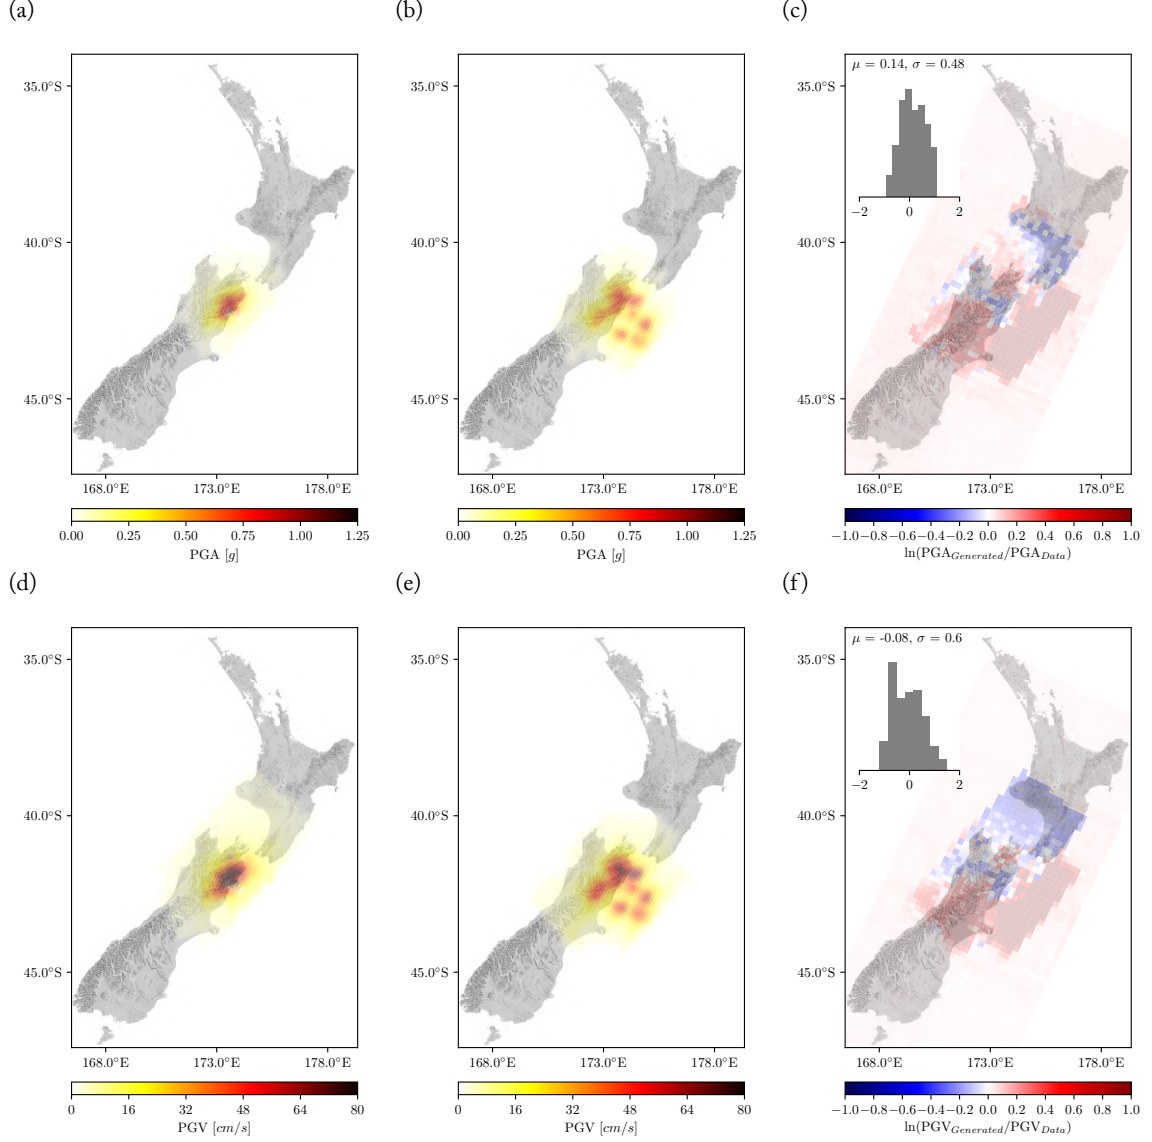 (a) (b) (c)
μ = 0.14, σ = 0.48
35.0°S 35.0°S 35.0°S
−2 0 2
40.0°S 40.0°S 40.0°S
45.0°S 45.0°S 45.0°S
168.0°E 173.0°E 178.0°E 168.0°E 173.0°E 178.0°E 168.0°E 173.0°E 178.0°E
0.00 0.25 0.50 0.75 1.00 1.25 0.00 0.25 0.50 0.75 1.00 1.25 −1.0 −0.8 −0.6 −0.4 −0.2 0.0 0.2 0.4 0.6 0.8 1.0
PGA [g] PGA [g] ln(PGA_Generated/PGA_Data)
(d) (e) (f)
μ = -0.08, σ = 0.6
35.0°S 35.0°S 35.0°S
−2 0 2
40.0°S 40.0°S 40.0°S
45.0°S 45.0°S 45.0°S
168.0°E 173.0°E 178.0°E 168.0°E 173.0°E 178.0°E 168.0°E 173.0°E 178.0°E
0 16 32 48 64 80 0 16 32 48 64 80 −1.0 −0.8 −0.6 −0.4 −0.2 0.0 0.2 0.4 0.6 0.8 1.0
PGV [cm/s] PGV [cm/s] ln(PGV_Generated/PGV_Data)